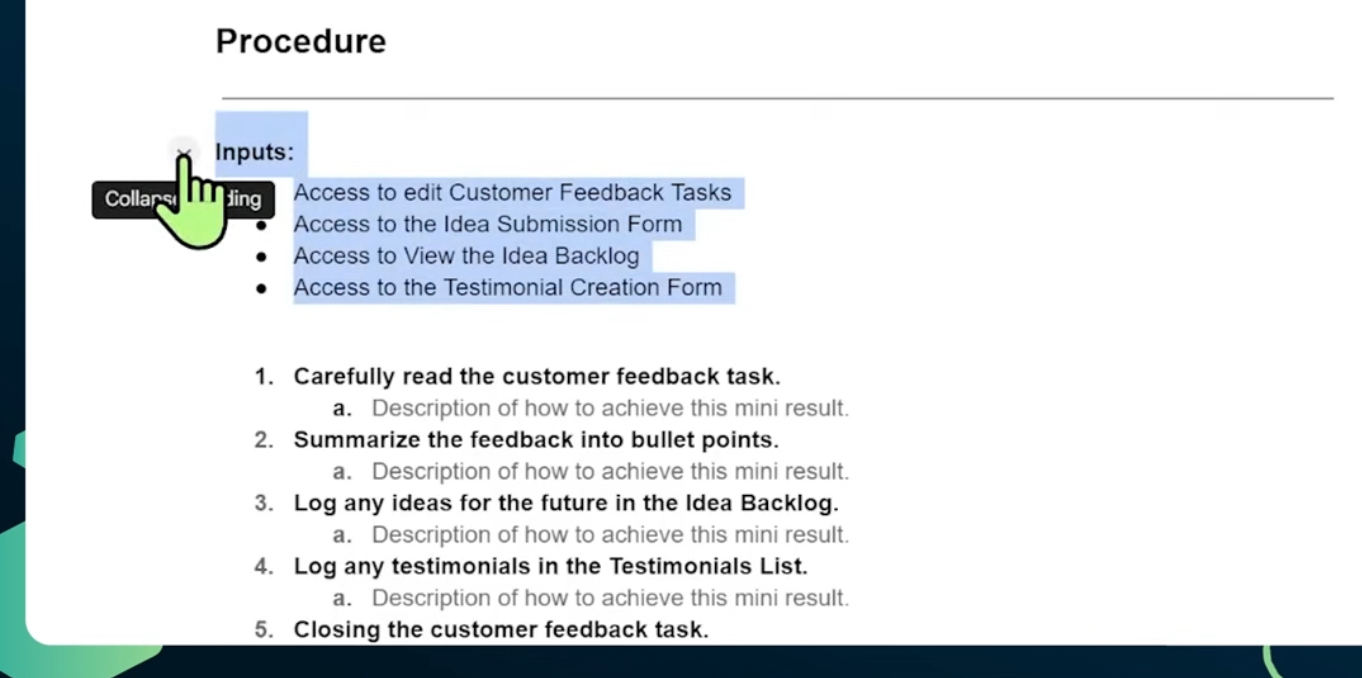 Procedure
Inputs:
Access to edit Customer Feedback Tasks
Access to the Idea Submission Form
Access to View the Idea Backlog
Access to the Testimonial Creation Form
1. Carefully read the customer feedback task.
a. Description of how to achieve this mini result.
2. Summarize the feedback into bullet points.
a. Description of how to achieve this mini result.
3. Log any ideas for the future in the Idea Backlog.
a. Description of how to achieve this mini result.
4. Log any testimonials in the Testimonials List.
a. Description of how to achieve this mini result.
5. Closing the customer feedback task.